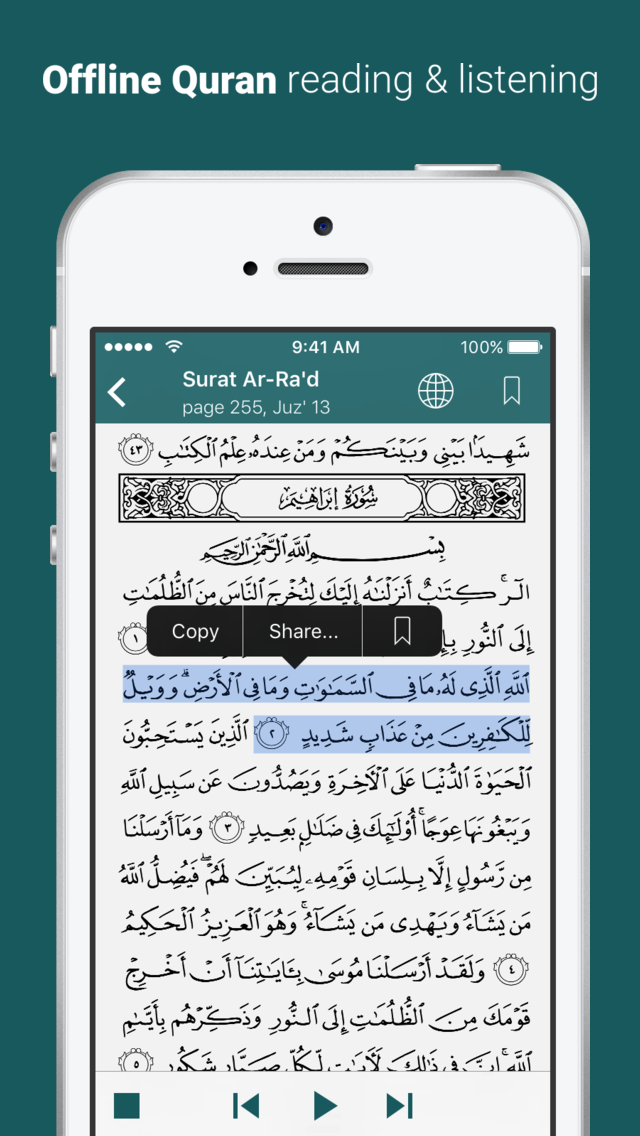 Offline Quran reading & listening
9:41 AM
100%
Surat Ar-Ra'd
page 255, Juz' 13
شَهِيدًۢا بَيْنِى وَبَيْنَكُمْ وَمَنْ عِندَهُۥ عِلْمُ ٱلْكِتَٰبِ ٤٣
سُورَةُ إِبْرَاهِيمَ
بِسْمِ ٱللَّهِ ٱلرَّحْمَٰنِ ٱلرَّحِيمِ
الٓر ۚ كِتَٰبٌ أَنزَلْنَٰهُ إِلَيْكَ لِتُخْرِجَ ٱلنَّاسَ مِنَ ٱلظُّلُمَٰتِ
إِلَى ٱلنُّورِ ١
Copy
Share...
ٱللَّهِ ٱلَّذِى لَهُۥ مَا فِى ٱلسَّمَٰوَٰتِ وَمَا فِى ٱلْأَرْضِ ۗ وَوَيْلٌ
لِّلْكَٰفِرِينَ مِنْ عَذَابٍ شَدِيدٍ ٢ ٱلَّذِينَ يَسْتَحِبُّونَ
ٱلْحَيَوٰةَ ٱلدُّنْيَا عَلَى ٱلْءَاخِرَةِ وَيَصُدُّونَ عَن سَبِيلِ ٱللَّهِ
وَيَبْغُونَهَا عِوَجًا ۚ أُو۟لَٰٓئِكَ فِى ضَلَٰلٍۭ بَعِيدٍ ٣ وَمَآ أَرْسَلْنَا
مِن رَّسُولٍ إِلَّا بِلِسَانِ قَوْمِهِۦ لِيُبَيِّنَ لَهُمْ ۖ فَيُضِلُّ ٱللَّهُ
مَن يَشَآءُ وَيَهْدِى مَن يَشَآءُ ۚ وَهُوَ ٱلْعَزِيزُ ٱلْحَكِيمُ
٤ وَلَقَدْ أَرْسَلْنَا مُوسَىٰ بِـَٔايَٰتِنَآ أَنْ أَخْرِجْ
قَوْمَكَ مِنَ ٱلظُّلُمَٰتِ إِلَى ٱلنُّورِ وَذَكِّرْهُم بِأَيَّىٰمِ
ٱللَّهِ ۚ إِنَّ فِى ذَٰلِكَ لَءَايَٰتٍ لِّكُلِّ صَبَّارٍ شَكُورٍ ٥